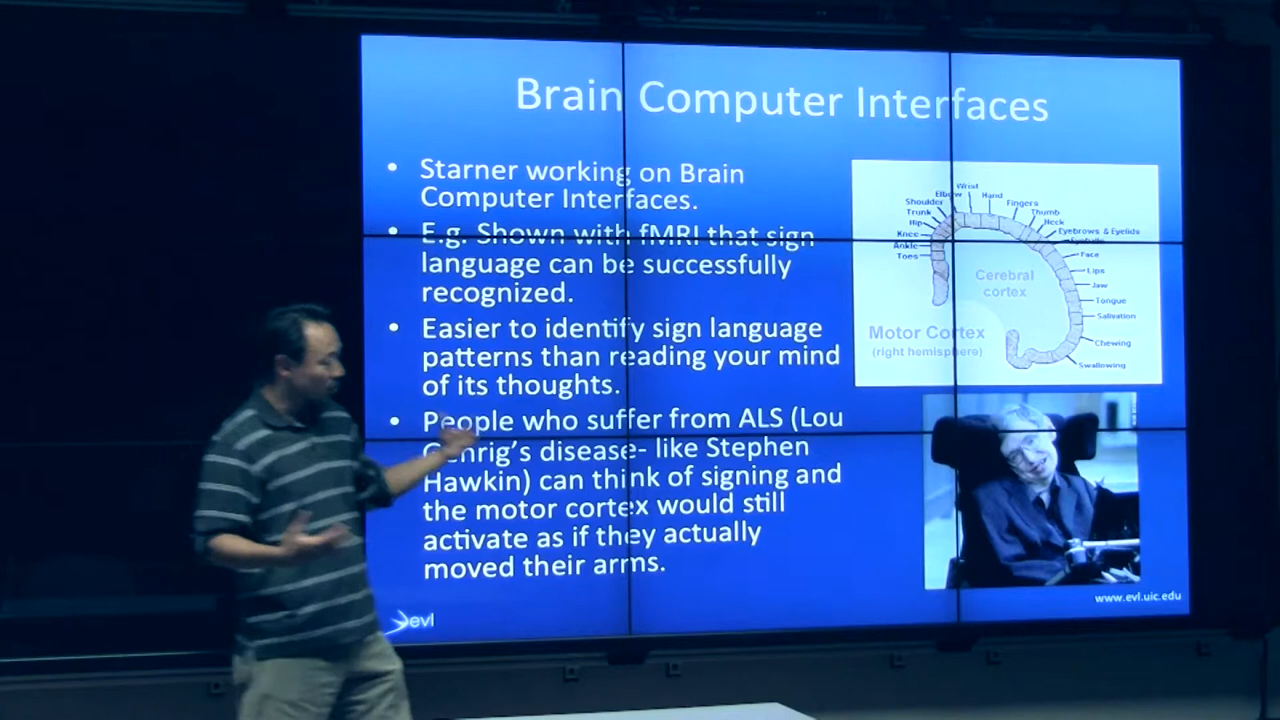 Brain Computer Interfaces
• Starner working on Brain
Computer Interfaces.
• E.g. Shown with fMRI that sign
language can be successfully
recognized.
• Easier to identify sign language
patterns than reading your mind
of its thoughts.
• People who suffer from ALS (Lou
Gehrig's disease- like Stephen
Hawkin) can think of signing and
the motor cortex would still
activate as if they actually
moved their arms.
Wrist
Elbow
Hand
Shoulder
Fingers
Trunk
Thumb
Hip
Neck
Knee
Eyebrows & Eyelids
Ankle
Eyeballs
Toes
Face
Lips
Jaw
Tongue
Salivation
Chewing
Swallowing
Cerebral
cortex
Motor Cortex
(right hemisphere)
evl
www.evl.uic.edu